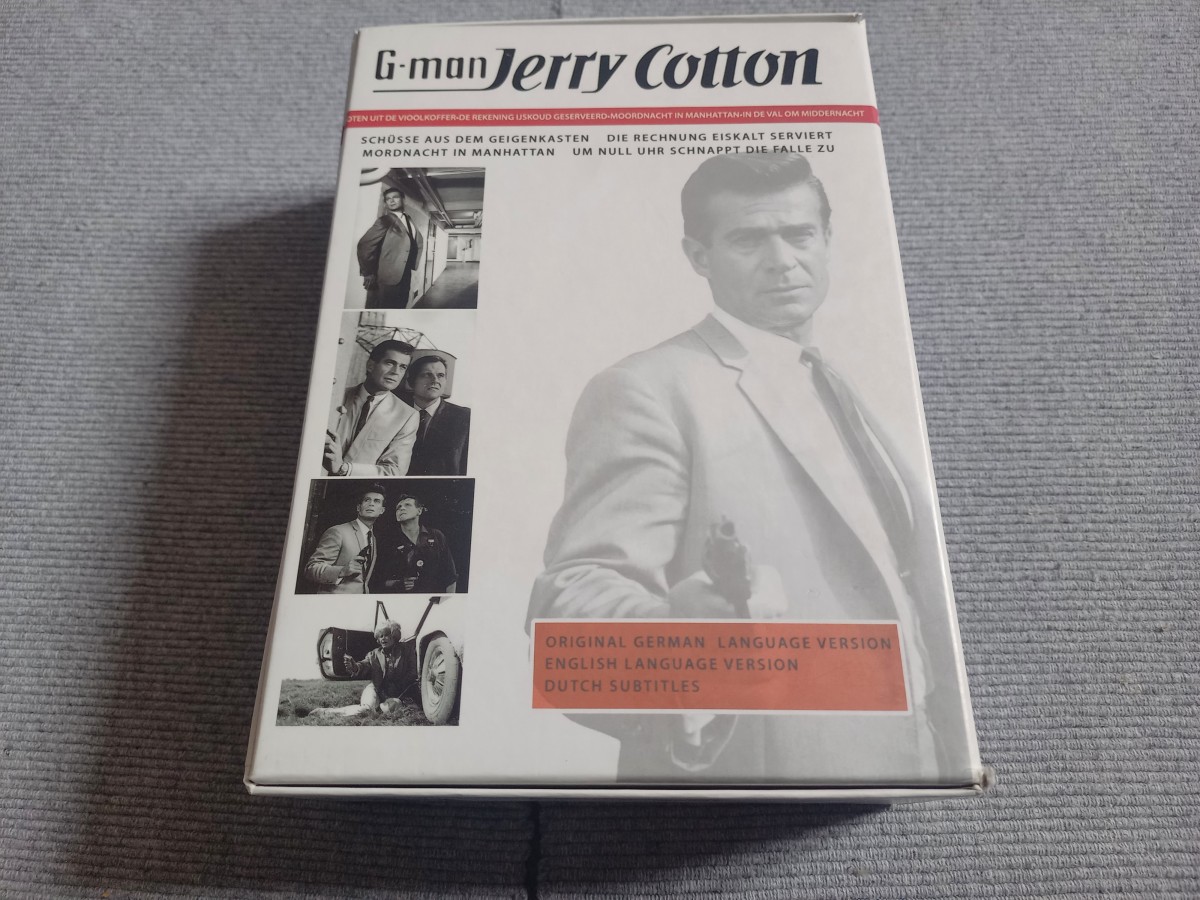 G-man Jerry Cotton
OTEN UIT DE VIOOLKOFFER•DE REKENING IJSKOUD GESERVEERD•MOORDNACHT IN MANHATTAN•IN DE VAL OM MIDDERNACHT
SCHÜSSE AUS DEM GEIGENKASTEN DIE RECHNUNG EISKALT SERVIERT
MORDNACHT IN MANHATTAN UM NULL UHR SCHNAPPT DIE FALLE ZU
ORIGINAL GERMAN LANGUAGE VERSION
ENGLISH LANGUAGE VERSION
DUTCH SUBTITLES